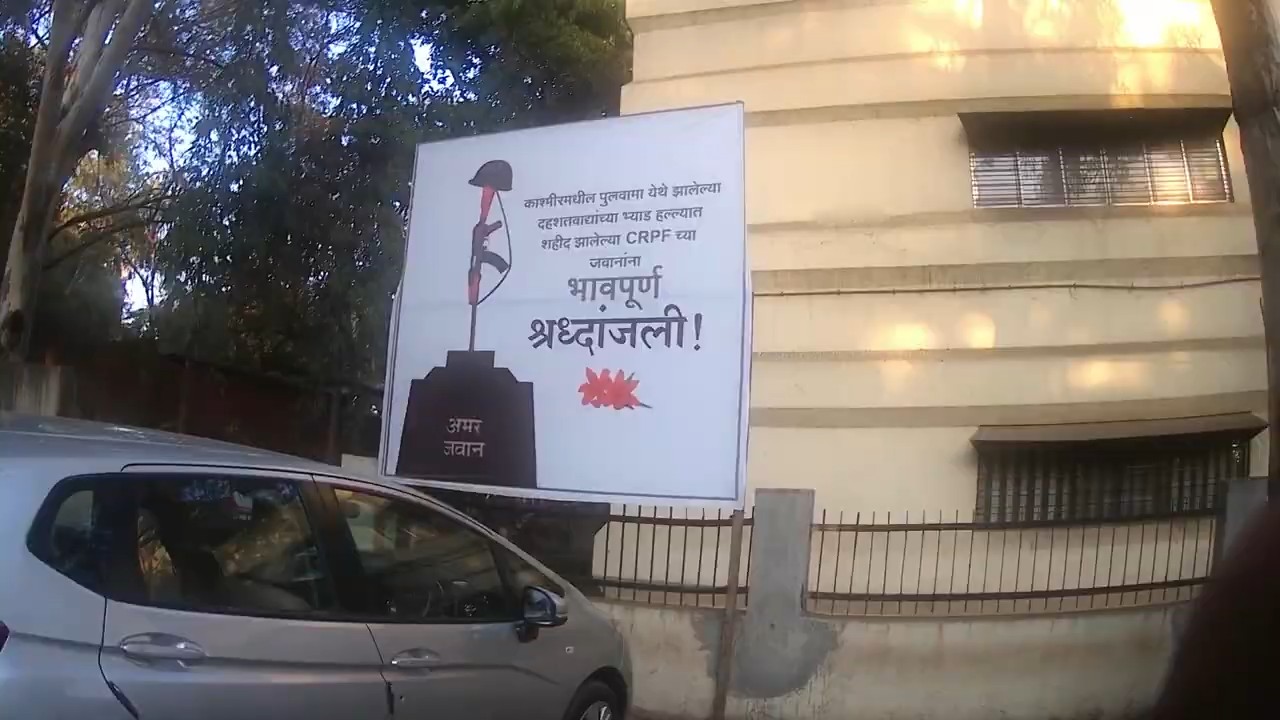 काश्मीरमधील पुलवामा येथे झालेल्या
दहशतवाद्यांच्या भ्याड हल्ल्यात
शहीद झालेल्या CRPF च्या
जवानांना
भावपूर्ण
श्रध्दांजली!
अमर
जवान